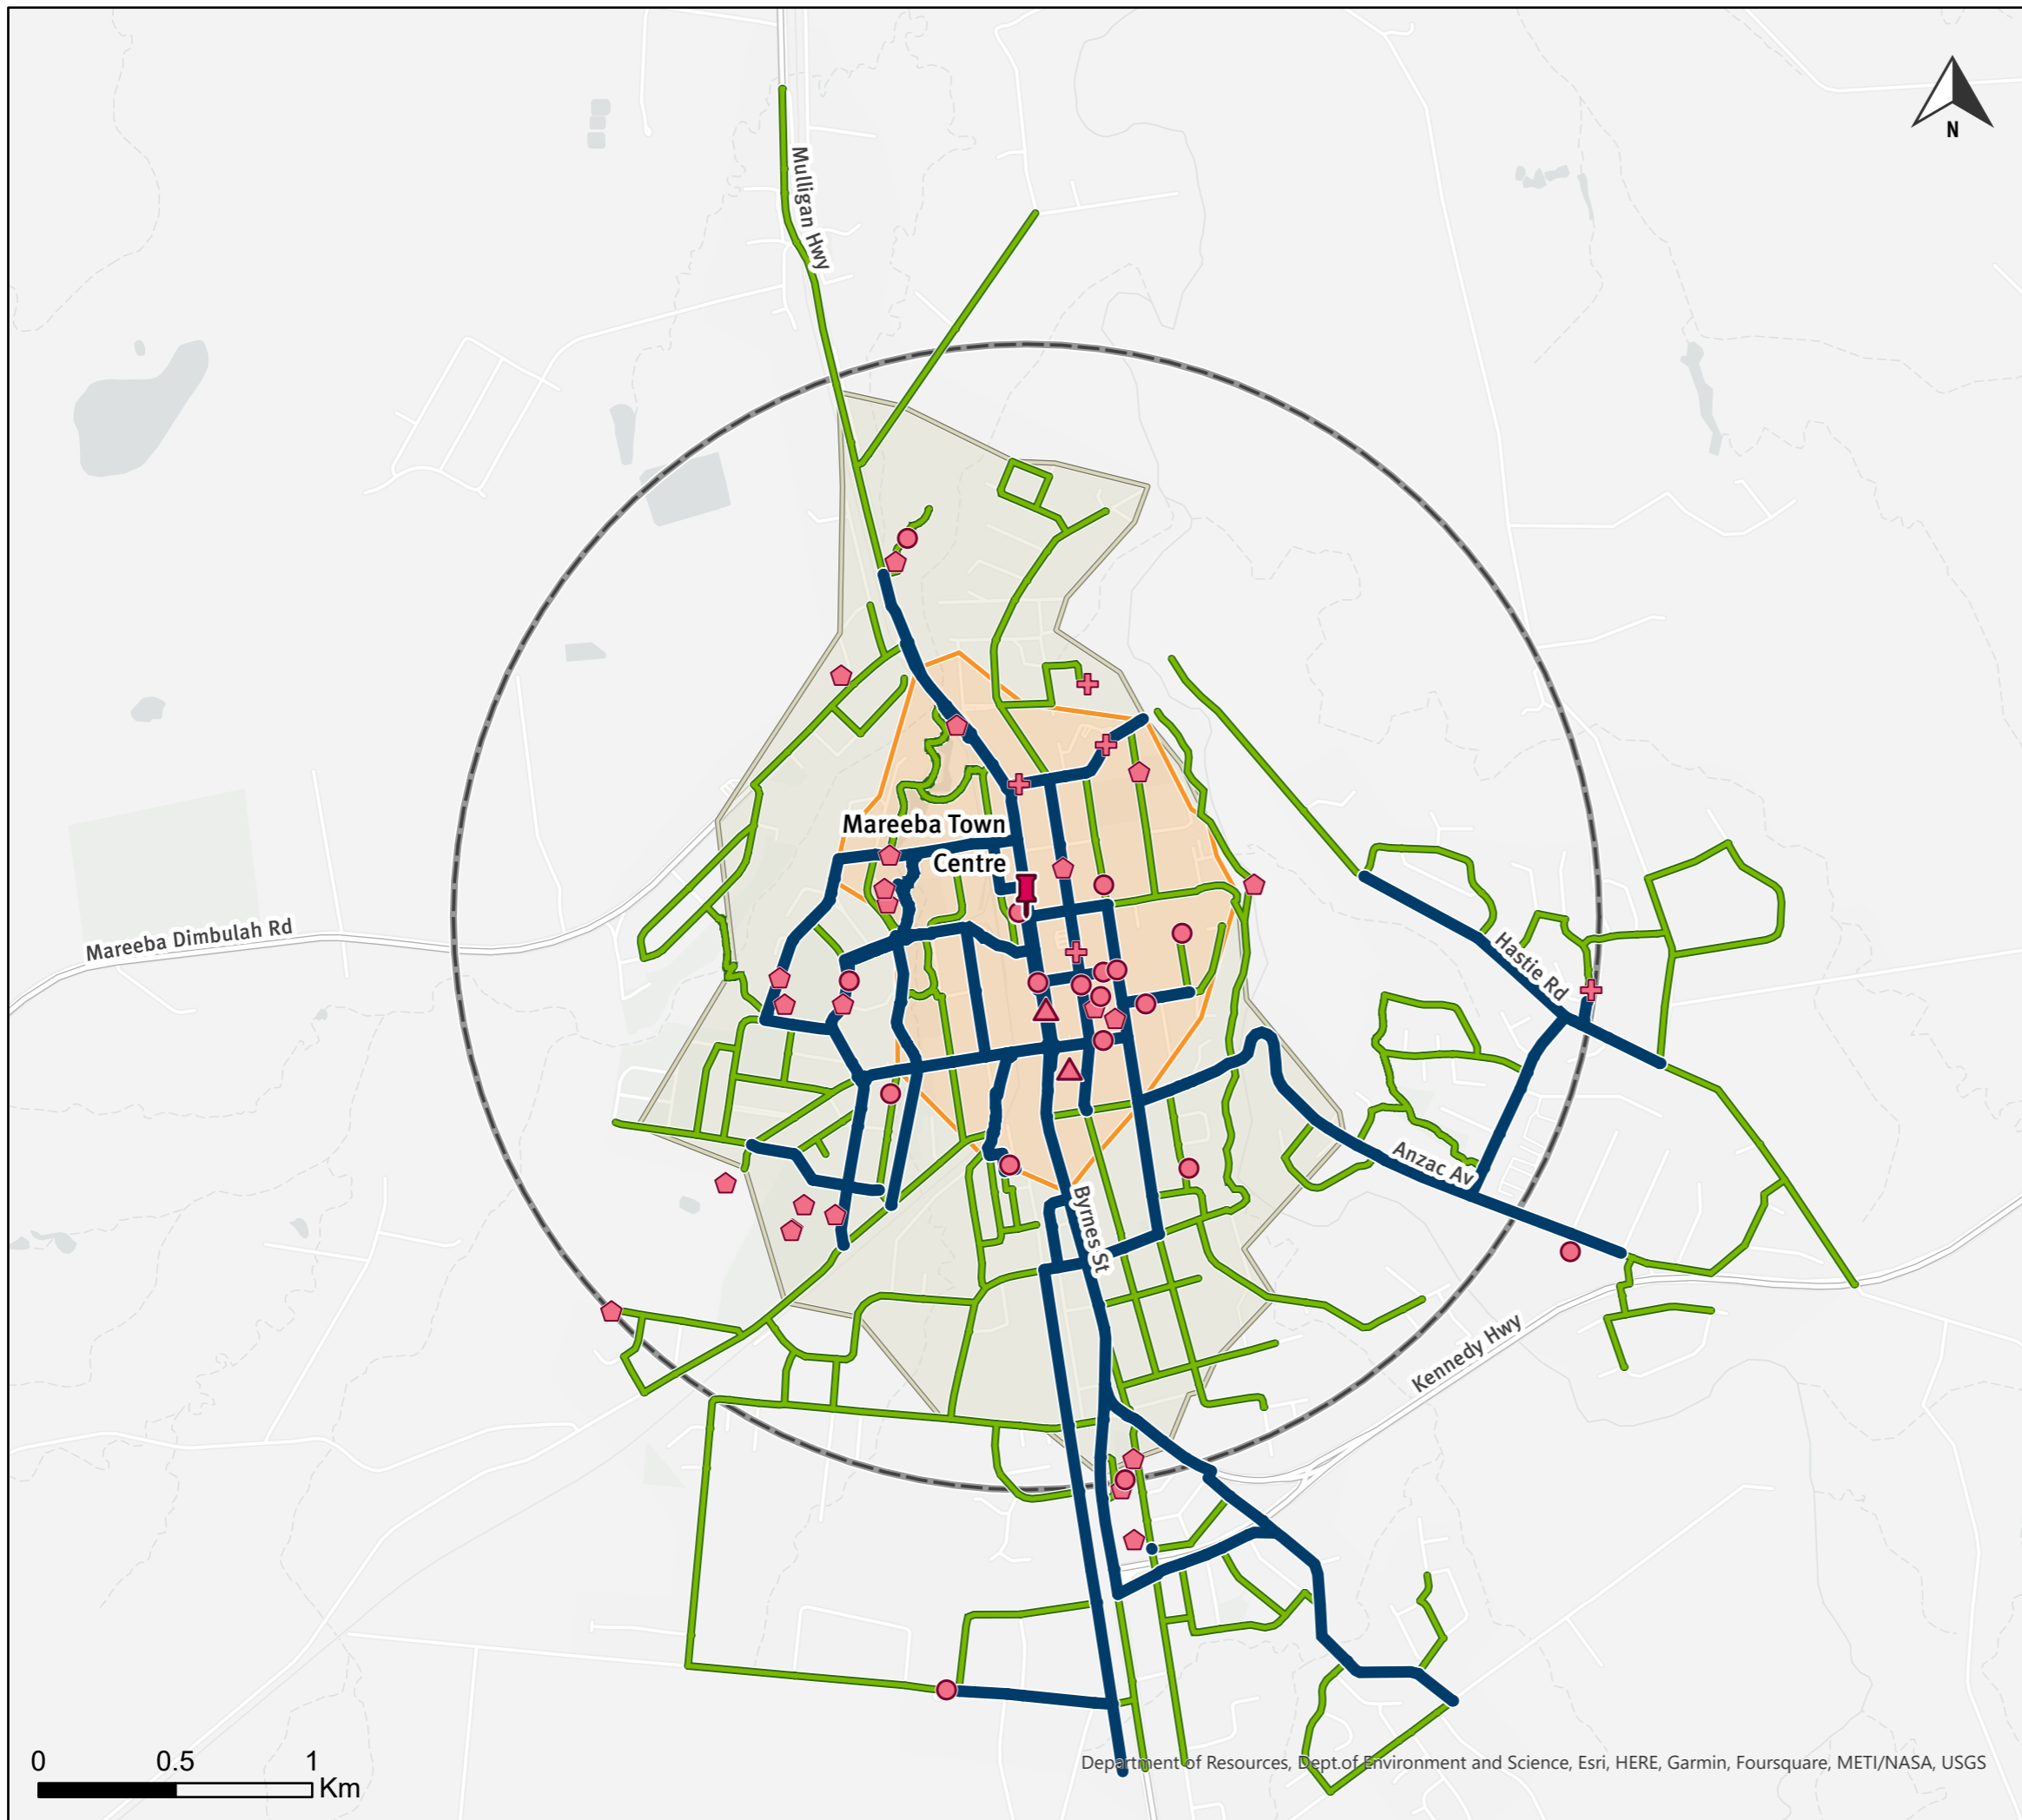 N
Mulligan Hwy
Mareeba Town
Centre
Mareeba Dimbulah Rd
Hastie Rd
Anzac Av
Byrnes St
Kennedy Hwy
0 0.5 1
Km
Department of Resources, Dept.of Environment and Science, Esri, HERE, Garmin, Foursquare, METI/NASA, USGS